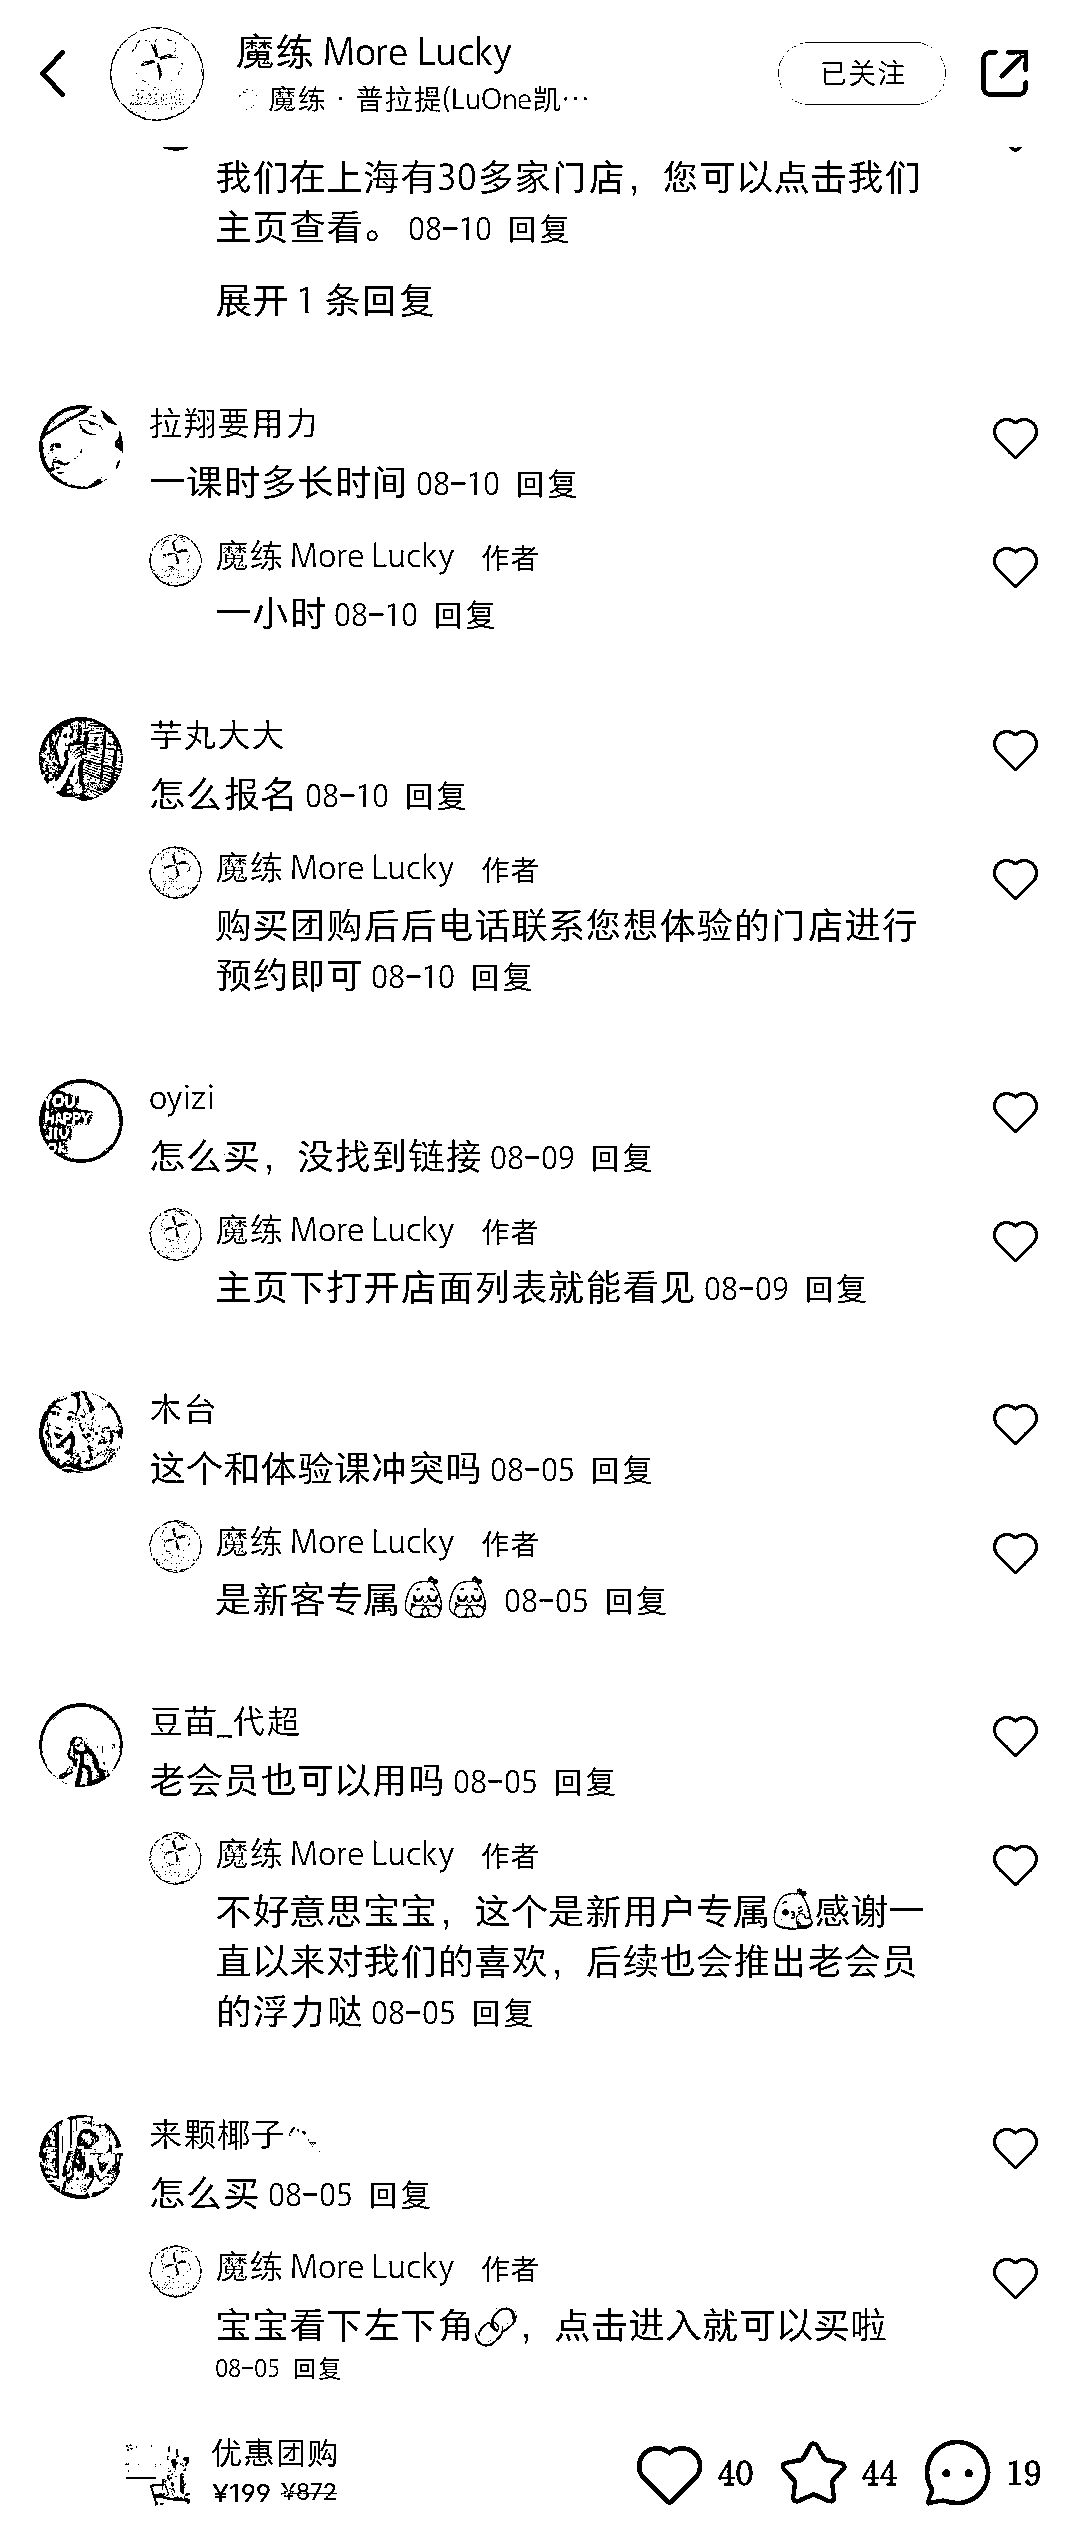 魔练 More Lucky
魔练 · 普拉提(LuOne凯…
已关注
我们在上海有30多家门店，您可以点击我们
主页查看。 08-10 回复
展开 1 条回复
拉翔要用力
一课时多长时间 08-10 回复
魔练 More Lucky 作者
一小时 08-10 回复
芋丸大大
怎么报名 08-10 回复
魔练 More Lucky 作者
购买团购后后电话联系您想体验的门店进行
预约即可 08-10 回复
YOU
HAPPY
JIU
oyizi
怎么买，没找到链接 08-09 回复
魔练 More Lucky 作者
主页下打开店面列表就能看见 08-09 回复
木台
这个和体验课冲突吗 08-05 回复
魔练 More Lucky 作者
是新客专属 08-05 回复
豆苗_代超
老会员也可以用吗 08-05 回复
魔练 More Lucky 作者
不好意思宝宝，这个是新用户专属感谢一
直以来对我们的喜欢，后续也会推出老会员
的浮力哒 08-05 回复
来颗椰子
怎么买 08-05 回复
魔练 More Lucky 作者
宝宝看下左下角🔗，点击进入就可以买啦
08-05 回复
优惠团购
¥199 ¥872
40
44
19